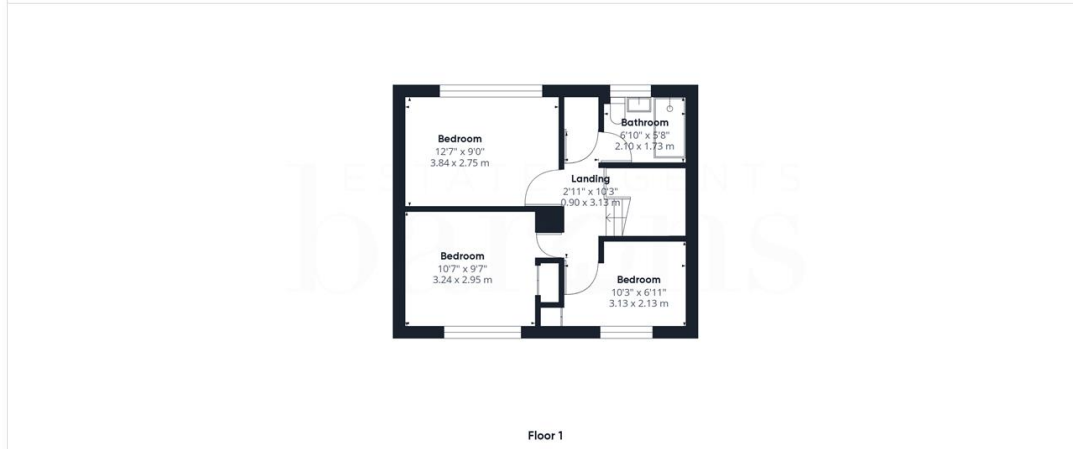 Bedroom
12'7" x 9'0"
3.84 x 2.75 m
Bathroom
6'10" x 5'8"
2.10 x 1.73 m
Landing
2'11" x 10'3"
0.90 x 3.13 m
Bedroom
10'7" x 9'7"
3.24 x 2.95 m
Bedroom
10'3" x 6'11"
3.13 x 2.13 m
ESTATE AGENTS
Floor 1